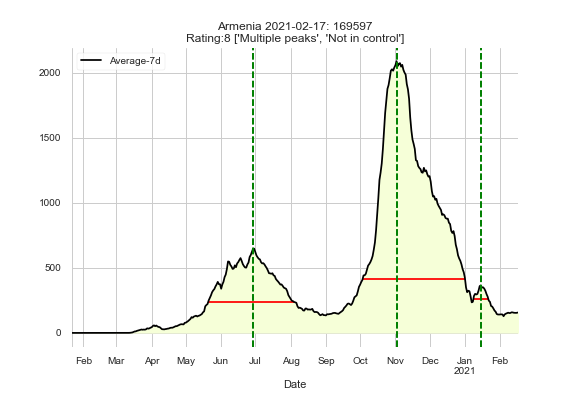 Armenia 2021-02-17: 169597
Rating:8 ['Multiple peaks', 'Not in control']
Average-7d
2000
1500
1000
500
0
Feb Mar Apr May Jun Jul Aug Sep Oct Nov Dec Jan Feb
2021
Date